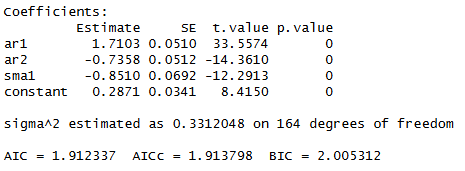 Coefficients:
         Estimate     SE  t.value p.value
ar1        1.7103 0.0510  33.5574       0
ar2       -0.7358 0.0512 -14.3610       0
sma1      -0.8510 0.0692 -12.2913       0
constant   0.2871 0.0341   8.4150       0
sigma^2 estimated as 0.3312048 on 164 degrees of freedom
AIC = 1.912337  AICc = 1.913798  BIC = 2.005312